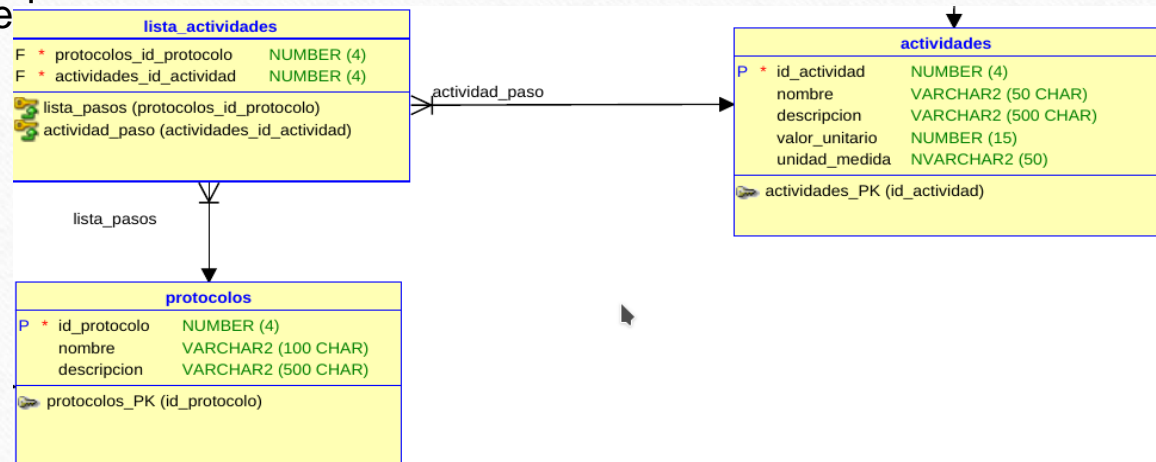 e
lista_actividades
F * protocolos_id_protocolo NUMBER (4)
F * actividades_id_actividad NUMBER (4)
lista_pasos (protocolos_id_protocolo)
actividad_paso (actividades_id_actividad)
actividad_paso
actividades
P * id_actividad NUMBER (4)
nombre VARCHAR2 (50 CHAR)
descripcion VARCHAR2 (500 CHAR)
valor_unitario NUMBER (15)
unidad_medida NVARCHAR2 (50)
actividades_PK (id_actividad)
lista_pasos
protocolos
P * id_protocolo NUMBER (4)
nombre VARCHAR2 (100 CHAR)
descripcion VARCHAR2 (500 CHAR)
protocolos_PK (id_protocolo)